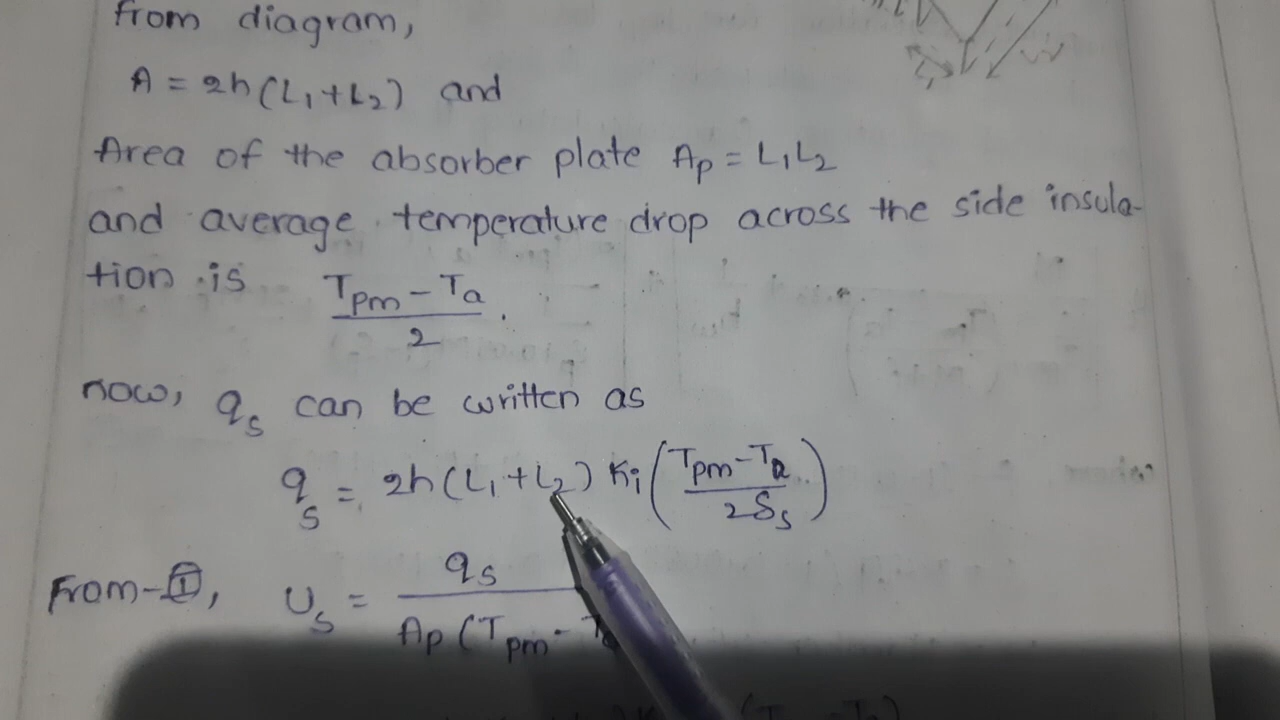 From diagram,
A = 2h(L₁+L₂) and
Area of the absorber plate Ap = L₁L₂
and average temperature drop across the side insula-
tion is (Tpm - Ta)/2.
now, qs can be written as
qs = 2h(L₁+L₂) Ki((Tpm-Ta)/2δs)
From-①, Us = qs/Ap(Tpm-